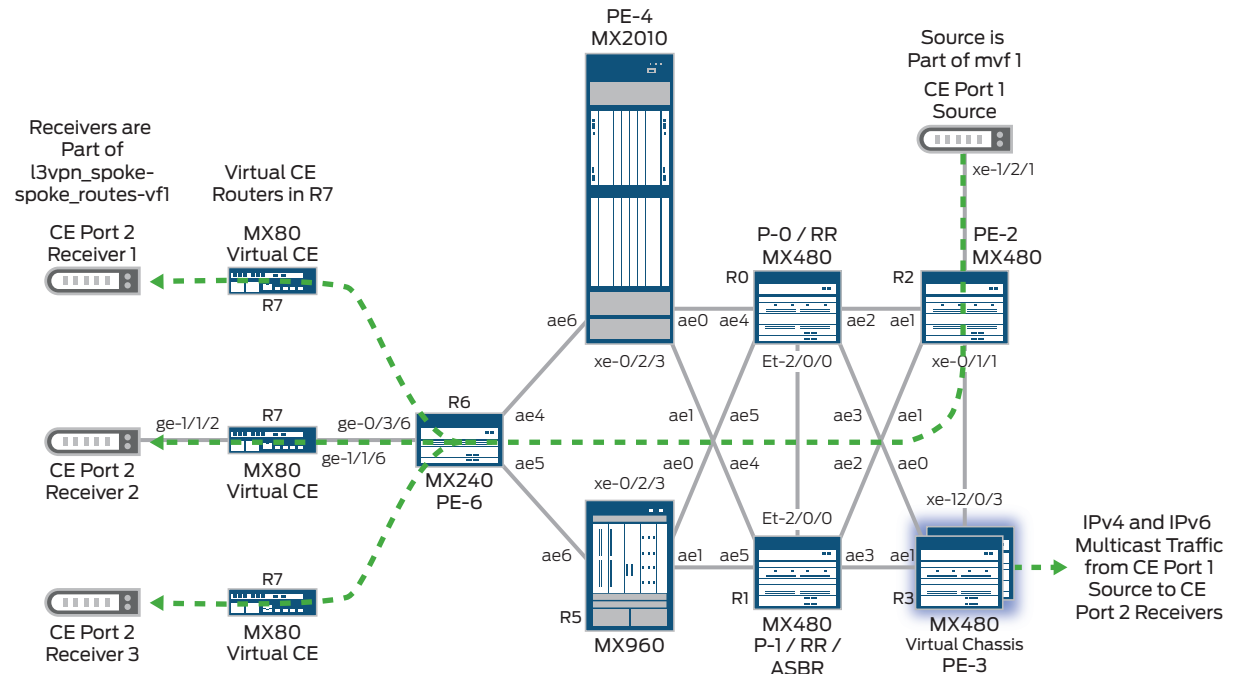 PE-4
MX2010
Source is
Part of mvf 1
CE Port 1
Source
xe-1/2/1
Receivers are
Part of
l3vpn_spoke-
spoke_routes-vf1
Virtual CE
Routers in R7
CE Port 2
Receiver 1
MX80
Virtual CE
R7
P-0 / RR
MX480
R0
PE-2
MX480
R2
ae6
ae0
ae4
ae2
ae1
xe-0/2/3
Et-2/0/0
xe-0/1/1
R6
ae4
ae1
ae5
ae3
ae1
ge-1/1/2
R7
ge-0/3/6
ge-1/1/6
CE Port 2
Receiver 2
MX80
Virtual CE
MX240
PE-6
ae5
ae0
ae4
ae2
ae0
xe-0/2/3
Et-2/0/0
xe-12/0/3
ae6
ae1
ae5
ae3
ae1
R5
R1
R3
MX960
MX480
P-1 / RR /
ASBR
MX480
Virtual Chassis
PE-3
IPv4 and IPv6
Multicast Traffic
from CE Port 1
Source to CE
Port 2 Receivers
R7
CE Port 2
Receiver 3
MX80
Virtual CE